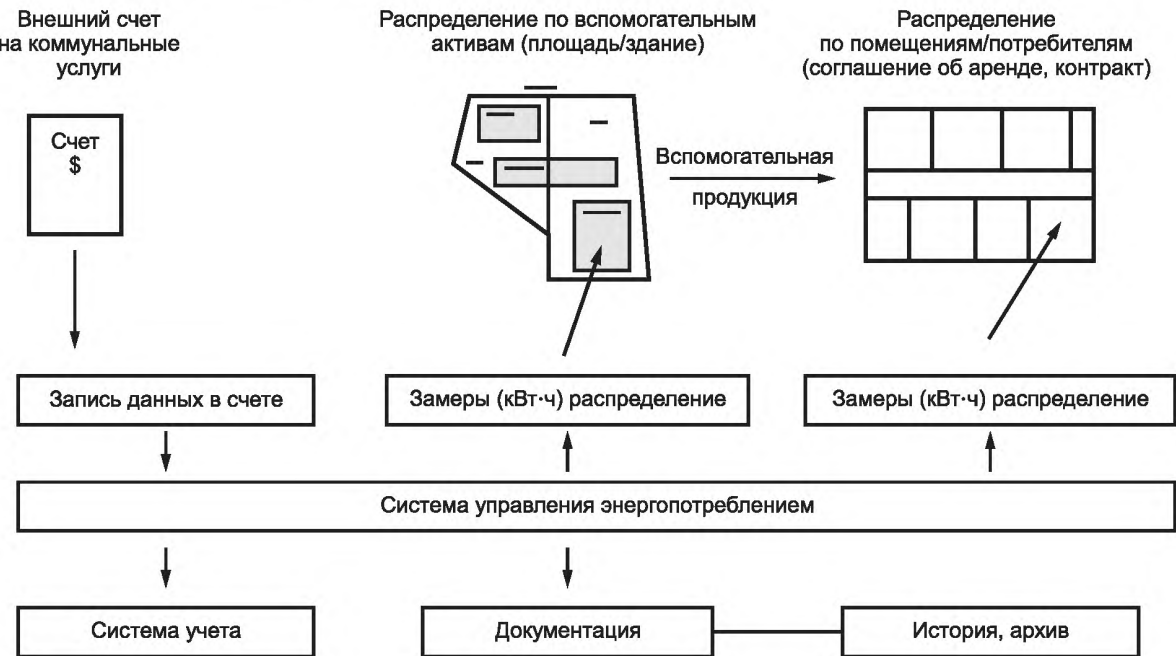 Внешний счет
на коммунальные
услуги
Распределение по вспомогательным
активам (площадь/здание)
Распределение
по помещениям/потребителям
(соглашение об аренде, контракт)
Счет
$
Вспомогательная
продукция
Запись данных в счете
Замеры (кВт·ч) распределение
Замеры (кВт·ч) распределение
Система управления энергопотреблением
Система учета
Документация
История, архив